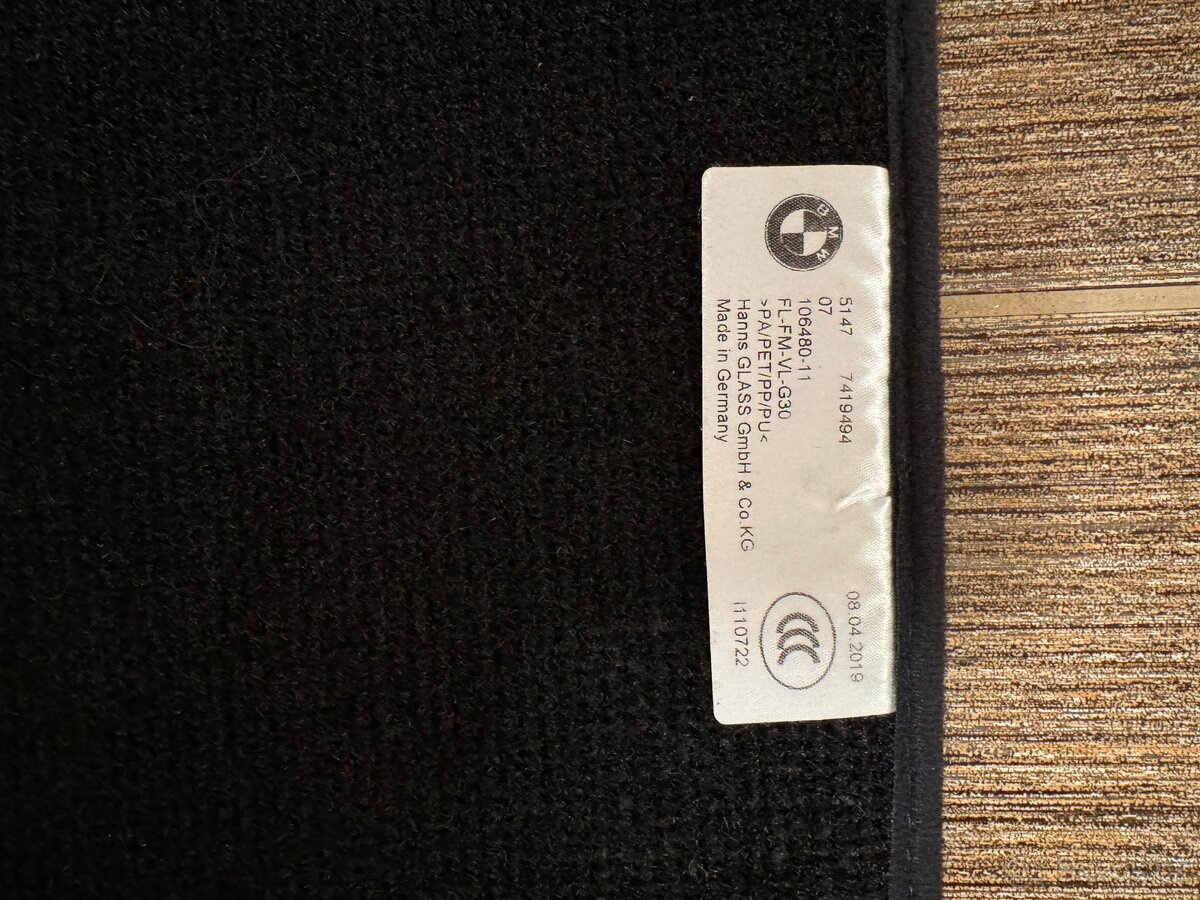 BMW
5147 7419494
07
106480-11
FL-FM-VL-G30
>PA/PET/PP/PU<
Hanns GLASS GmbH & Co.KG
Made in Germany
08.04.2019
CCC
I110722